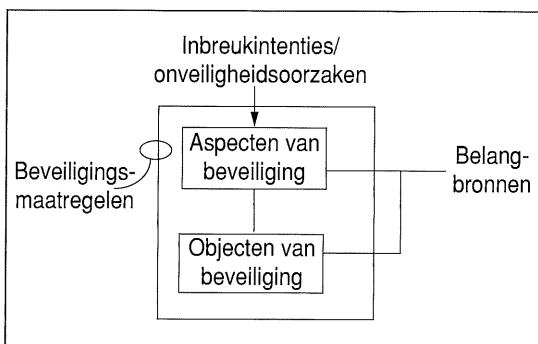 Inbreukintenties/
onveiligheidsoorzaken
Aspecten van
beveiliging
Beveiligings-
maatregelen
Belang-
bronnen
Objecten van
beveiliging